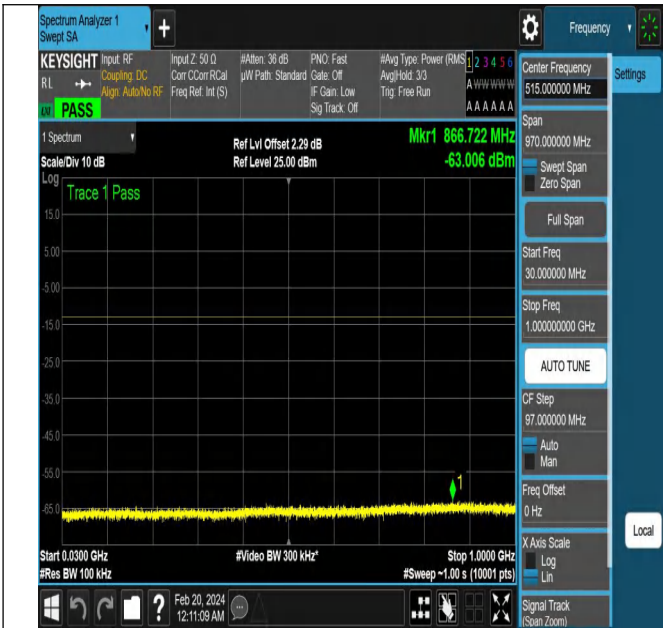 Spectrum Analyzer 1
Swept SA
+
Frequency
KEYSIGHT
RL
PASS
Input: RF
Coupling: DC
Align: Auto/No RF
Input Z: 50 Ω
Corr CCorr RCal
Freq Ref: Int (S)
#Atten: 36 dB
µW Path: Standard
PNO: Fast
Gate: Off
IF Gain: Low
Sig Track: Off
#Avg Type: Power (RMS
Avg|Hold: 3/3
Trig: Free Run
1 2 3 4 5 6
A W W W W W
A A A A A A
1 Spectrum
Scale/Div 10 dB
Ref Lvl Offset 2.29 dB
Ref Level 25.00 dBm
Mkr1 866.722 MHz
-63.006 dBm
Log
Trace 1 Pass
15.0
5.00
-5.00
-15.0
-25.0
-35.0
-45.0
-55.0
-65.0
1
Start 0.0300 GHz
#Res BW 100 kHz
#Video BW 300 kHz*
Stop 1.0000 GHz
#Sweep ~1.00 s (10001 pts)
?
Feb 20, 2024
12:11:09 AM
Center Frequency
515.000000 MHz
Settings
Span
970.000000 MHz
Swept Span
Zero Span
Full Span
Start Freq
30.000000 MHz
Stop Freq
1.000000000 GHz
AUTO TUNE
CF Step
97.000000 MHz
Auto
Man
Freq Offset
0 Hz
X Axis Scale
Log
Lin
Local
Signal Track
(Span Zoom)